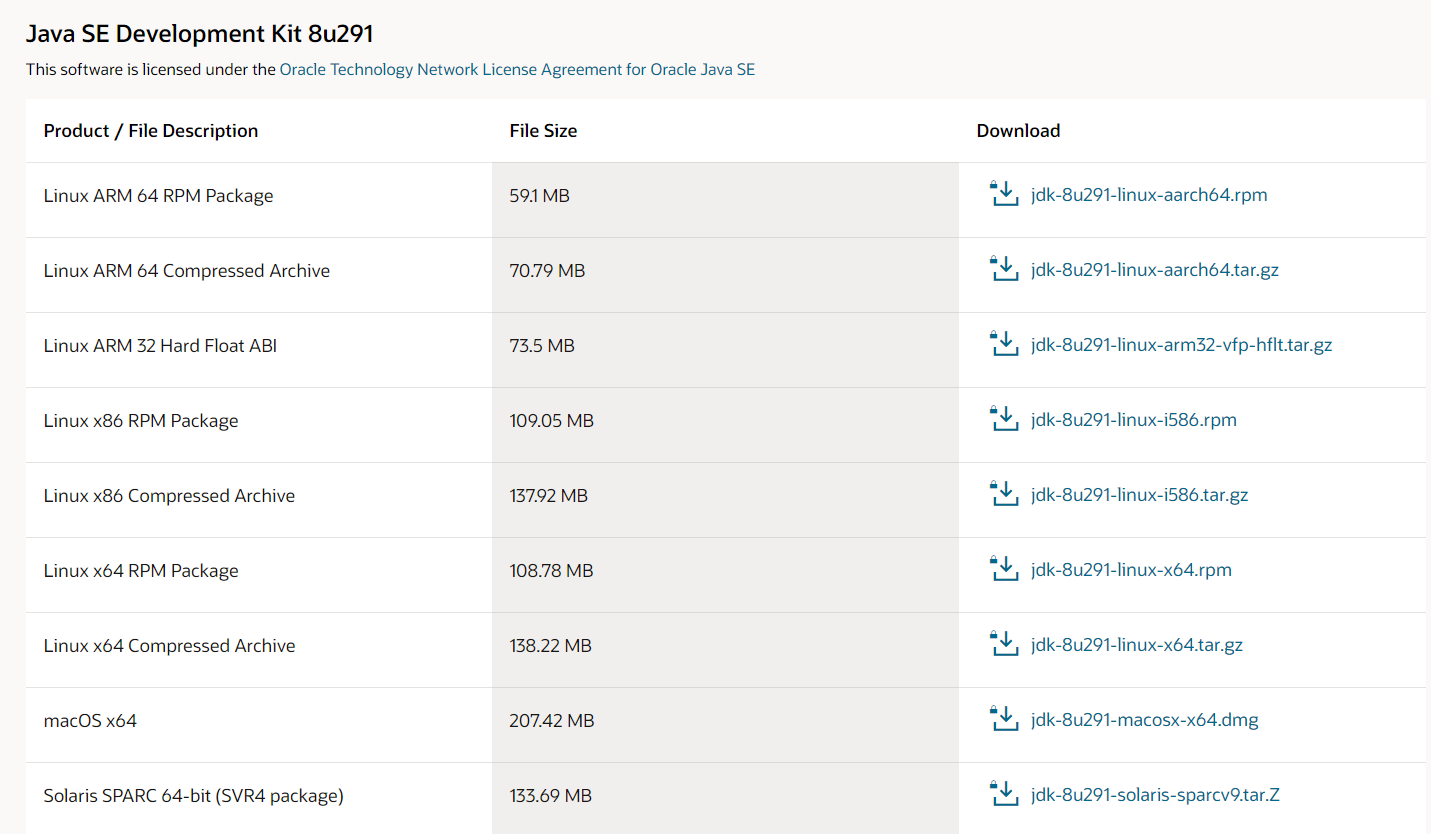 Java SE Development Kit 8u291
This software is licensed under the Oracle Technology Network License Agreement for Oracle Java SE
Product / File Description File Size Download
Linux ARM 64 RPM Package 59.1 MB jdk-8u291-linux-aarch64.rpm
Linux ARM 64 Compressed Archive 70.79 MB jdk-8u291-linux-aarch64.tar.gz
Linux ARM 32 Hard Float ABI 73.5 MB jdk-8u291-linux-arm32-vfp-hflt.tar.gz
Linux x86 RPM Package 109.05 MB jdk-8u291-linux-i586.rpm
Linux x86 Compressed Archive 137.92 MB jdk-8u291-linux-i586.tar.gz
Linux x64 RPM Package 108.78 MB jdk-8u291-linux-x64.rpm
Linux x64 Compressed Archive 138.22 MB jdk-8u291-linux-x64.tar.gz
macOS x64 207.42 MB jdk-8u291-macosx-x64.dmg
Solaris SPARC 64-bit (SVR4 package) 133.69 MB jdk-8u291-solaris-sparcv9.tar.Z